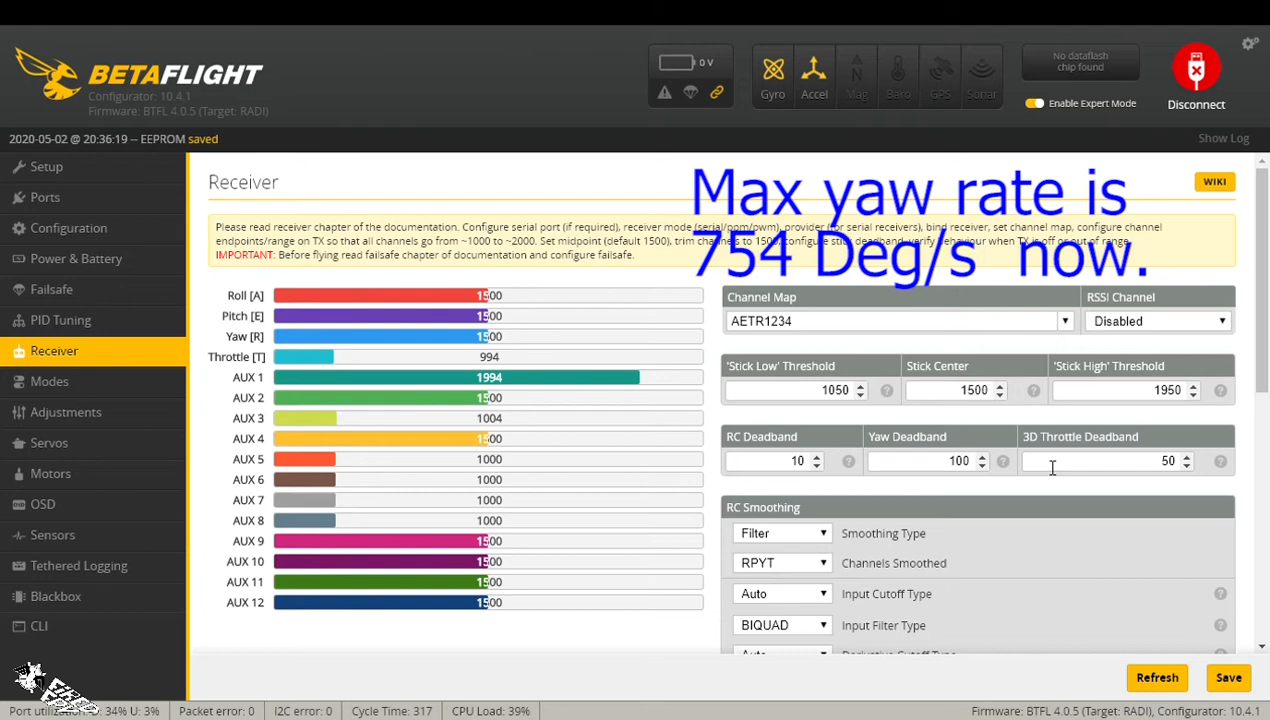 BETAFLIGHT
Configurator: 10.4.1
Firmware: BTFL 4.0.5 (Target: RADI)
0 V
Gyro
Accel
Mag
Baro
GPS
Sonar
No dataflash
chip found
Enable Expert Mode
Disconnect
2020-05-02 @ 20:36:19 -- EEPROM saved
Show Log
Setup
Ports
Configuration
Power & Battery
Failsafe
PID Tuning
Receiver
Modes
Adjustments
Servos
Motors
OSD
Sensors
Tethered Logging
Blackbox
CLI
Receiver
WIKI
Max yaw rate is
754 Deg/s now.
Please read receiver chapter of the documentation. Configure serial port (if required), receiver mode (serial/ppm/pwm), provider (for serial receivers), bind receiver, set channel map, configure channel
endpoints/range on TX so that all channels go from ~1000 to ~2000. Set midpoint (default 1500), trim channels to 1500, configure stick deadband, verify behaviour when TX is off or out of range.
IMPORTANT: Before flying read failsafe chapter of documentation and configure failsafe.
Roll [A] 1500
Pitch [E] 1500
Yaw [R] 1500
Throttle [T] 994
AUX 1 1994
AUX 2 1500
AUX 3 1004
AUX 4 1500
AUX 5 1000
AUX 6 1000
AUX 7 1000
AUX 8 1000
AUX 9 1500
AUX 10 1500
AUX 11 1500
AUX 12 1500
Channel Map RSSI Channel
AETR1234 Disabled
'Stick Low' Threshold Stick Center 'Stick High' Threshold
1050 1500 1950
RC Deadband Yaw Deadband 3D Throttle Deadband
10 100 50
RC Smoothing
Filter Smoothing Type
RPYT Channels Smoothed
Auto Input Cutoff Type
BIQUAD Input Filter Type
Auto Derivative Cutoff Type
Refresh Save
Port utilization: D: 34% U: 3% Packet error: 0 I2C error: 0 Cycle Time: 317 CPU Load: 39% Firmware: BTFL 4.0.5 (Target: RADI), Configurator: 10.4.1